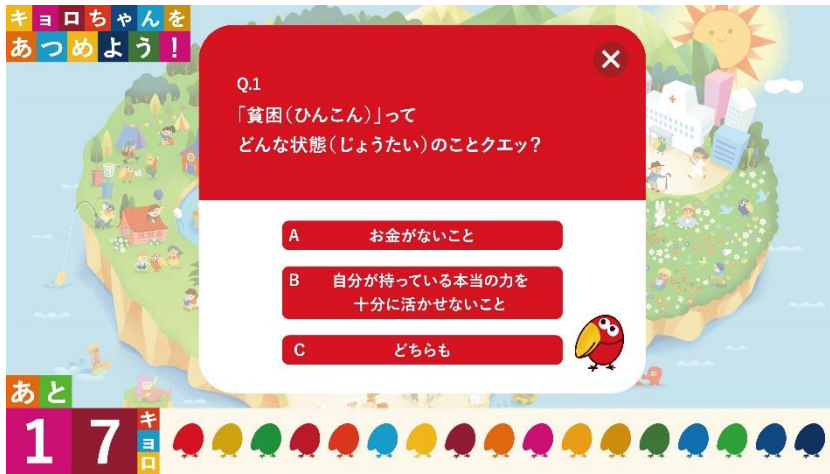 キョロちゃんを
あつめよう!
Q.1
「貧困(ひんこん)」って
どんな状態(じょうたい)のことクエッ?
A お金がないこと
B 自分が持っている本当の力を
十分に活かせないこと
C どちらも
あと
17キョロ